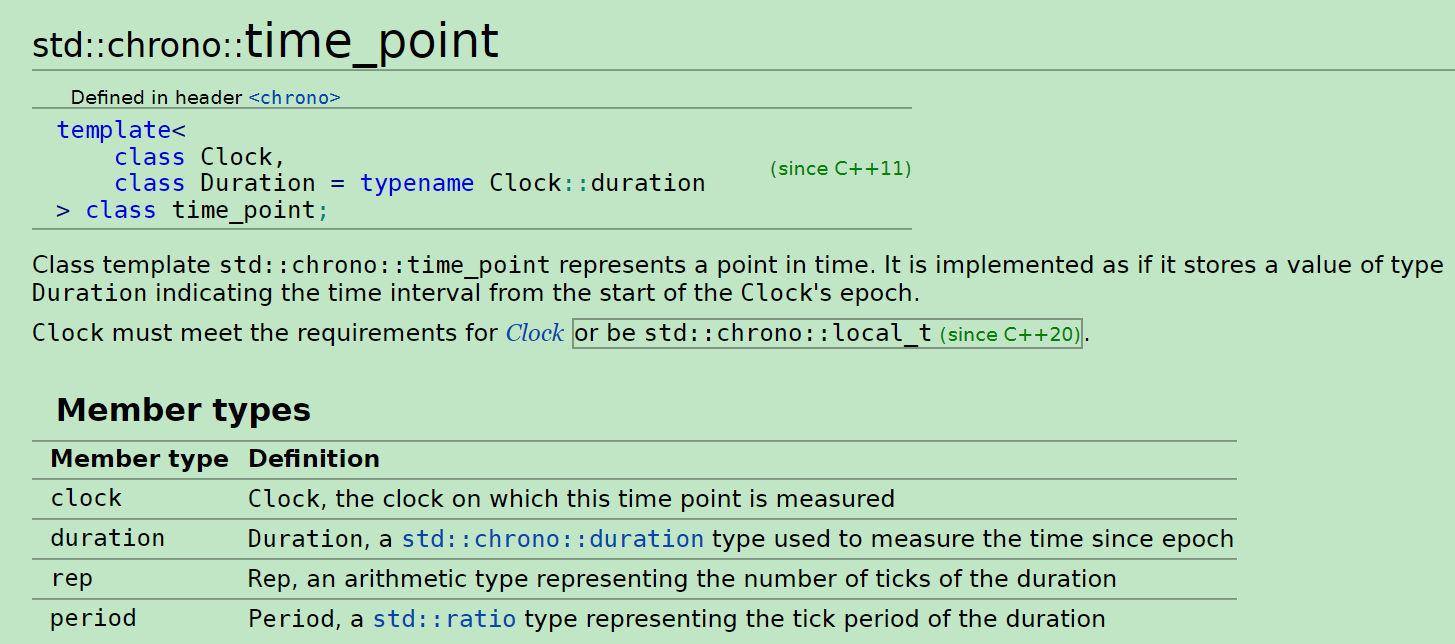 std::chrono::time_point
Defined in header <chrono>
template<
    class Clock,
    class Duration = typename Clock::duration
> class time_point;
(since C++11)
Class template std::chrono::time_point represents a point in time. It is implemented as if it stores a value of type
Duration indicating the time interval from the start of the Clock's epoch.
Clock must meet the requirements for Clock or be std::chrono::local_t (since C++20).
Member types
Member type Definition
clock Clock, the clock on which this time point is measured
duration Duration, a std::chrono::duration type used to measure the time since epoch
rep Rep, an arithmetic type representing the number of ticks of the duration
period Period, a std::ratio type representing the tick period of the duration